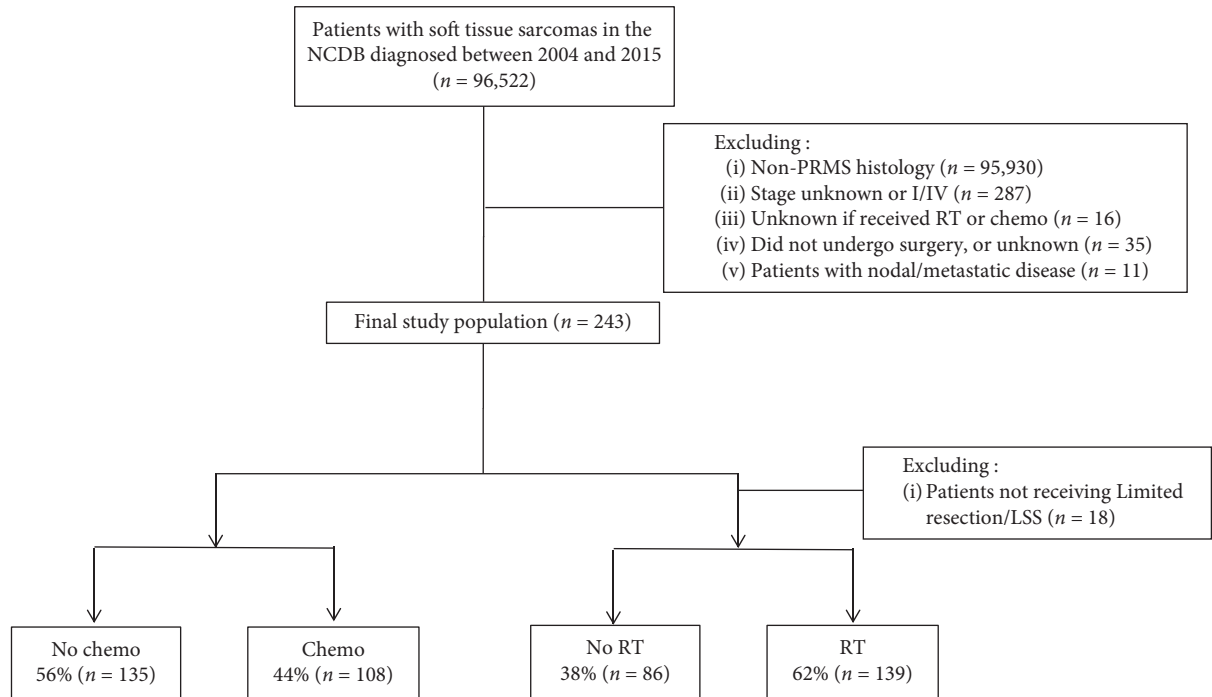 Patients with soft tissue sarcomas in the
NCDB diagnosed between 2004 and 2015
(n = 96,522)
Excluding :
(i) Non-PRMS histology (n = 95,930)
(ii) Stage unknown or I/IV (n = 287)
(iii) Unknown if received RT or chemo (n = 16)
(iv) Did not undergo surgery, or unknown (n = 35)
(v) Patients with nodal/metastatic disease (n = 11)
Final study population (n = 243)
Excluding :
(i) Patients not receiving Limited
resection/LSS (n = 18)
No chemo
56% (n = 135)
Chemo
44% (n = 108)
No RT
38% (n = 86)
RT
62% (n = 139)